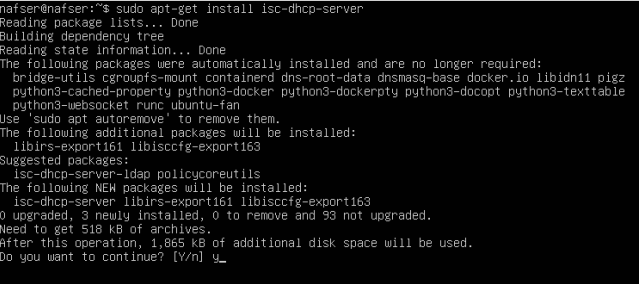 nafser@nafser:~$ sudo apt-get install isc-dhcp-server
Reading package lists... Done
Building dependency tree
Reading state information... Done
The following packages were automatically installed and are no longer required:
  bridge-utils cgroupfs-mount containerd dns-root-data dnsmasq-base docker.io libidn11 pigz
  python3-cached-property python3-docker python3-dockerpty python3-docopt python3-texttable
  python3-websocket runc ubuntu-fan
Use 'sudo apt autoremove' to remove them.
The following additional packages will be installed:
  libirs-export161 libisccfg-export163
Suggested packages:
  isc-dhcp-server-ldap policycoreutils
The following NEW packages will be installed:
  isc-dhcp-server libirs-export161 libisccfg-export163
0 upgraded, 3 newly installed, 0 to remove and 93 not upgraded.
Need to get 518 kB of archives.
After this operation, 1,865 kB of additional disk space will be used.
Do you want to continue? [Y/n] y_